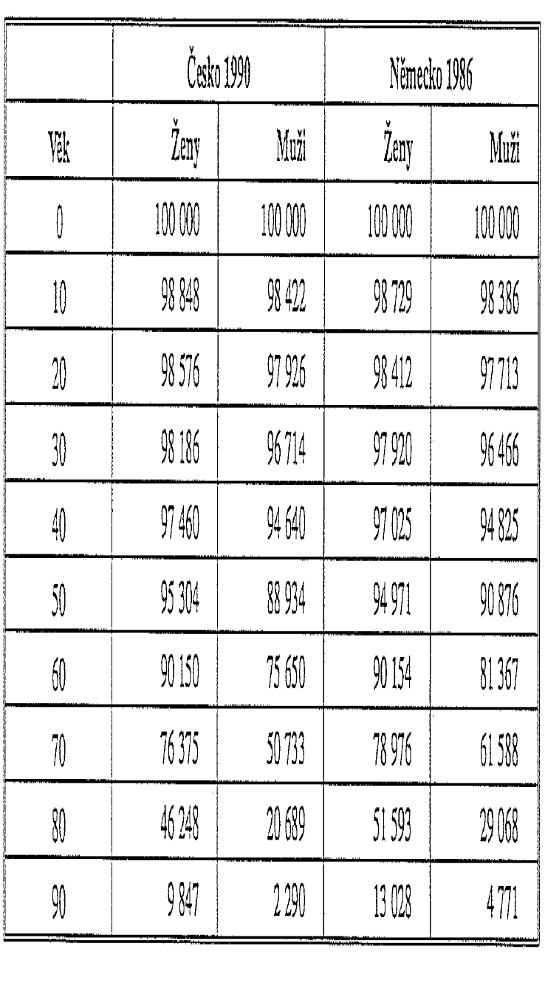 Česko 1990 Německo 1986
Věk Ženy Muži Ženy Muži
0 100 000 100 000 100 000 100 000
10 98 848 98 422 98 729 98 386
20 98 576 97 926 98 412 97 713
30 98 186 96 714 97 920 96 466
40 97 460 94 640 97 025 94 825
50 95 304 88 934 94 971 90 876
60 90 150 75 650 90 154 81 367
70 76 375 50 733 78 976 61 588
80 46 248 20 689 51 593 29 068
90 9 847 2 290 13 028 4 771